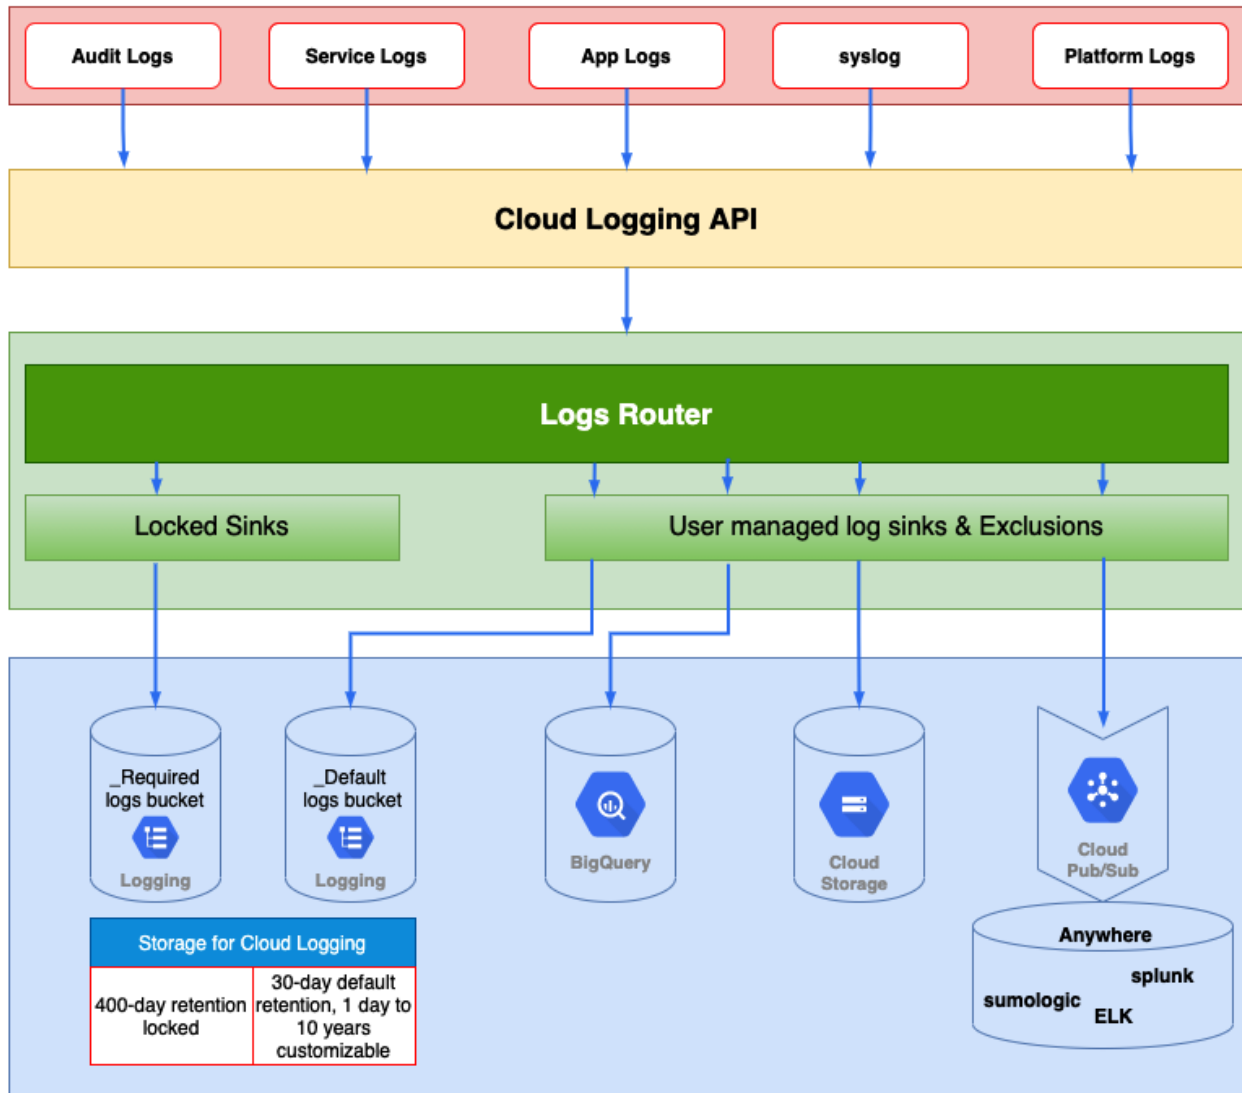 Audit Logs
Service Logs
App Logs
syslog
Platform Logs
Cloud Logging API
Logs Router
Locked Sinks
User managed log sinks & Exclusions
_Required
logs bucket
Logging
_Default
logs bucket
Logging
BigQuery
Cloud
Storage
Cloud
Pub/Sub
Storage for Cloud Logging
400-day retention
locked
30-day default
retention, 1 day to
10 years
customizable
Anywhere
splunk
sumologic
ELK